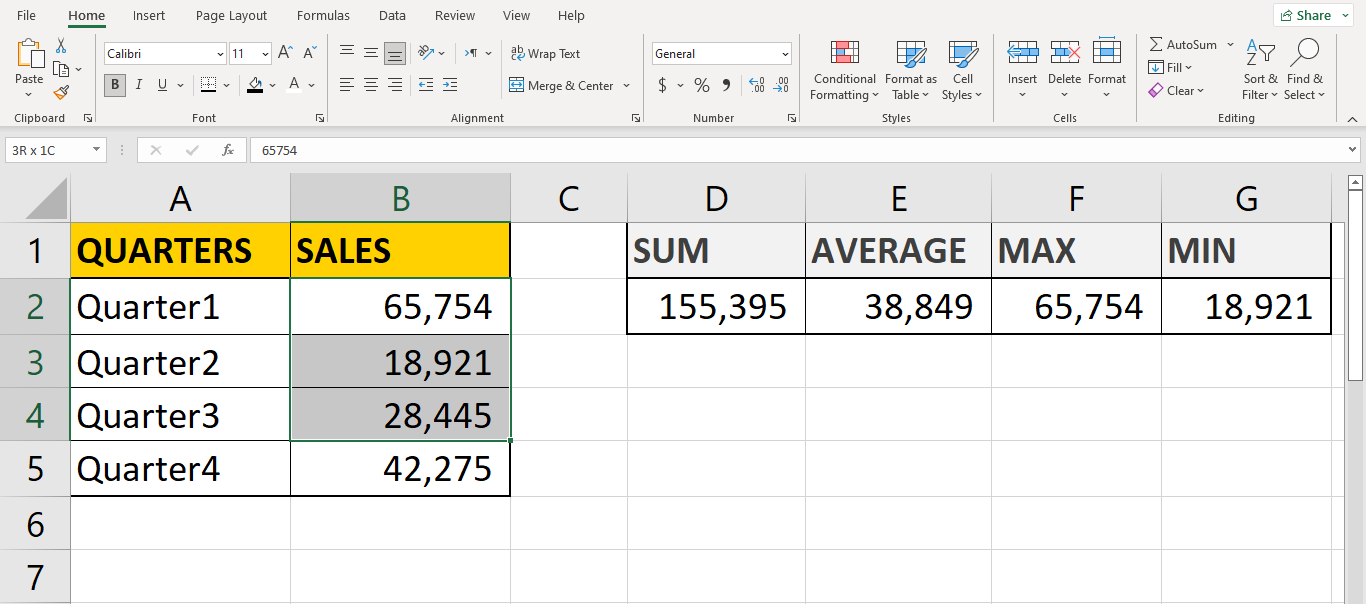 File Home Insert Page Layout Formulas Data Review View Help Share
Calibri 11 A^ A˅ ab Wrap Text General AutoSum
Paste B I U A Merge & Center $ % 9 Conditional Formatting Format as Table Cell Styles Insert Delete Format Fill Clear Sort & Filter Find & Select
Clipboard Font Alignment Number Styles Cells Editing
3R x 1C fx 65754
A B C D E F G
1 QUARTERS SALES SUM AVERAGE MAX MIN
2 Quarter1 65,754 155,395 38,849 65,754 18,921
3 Quarter2 18,921
4 Quarter3 28,445
5 Quarter4 42,275
6
7